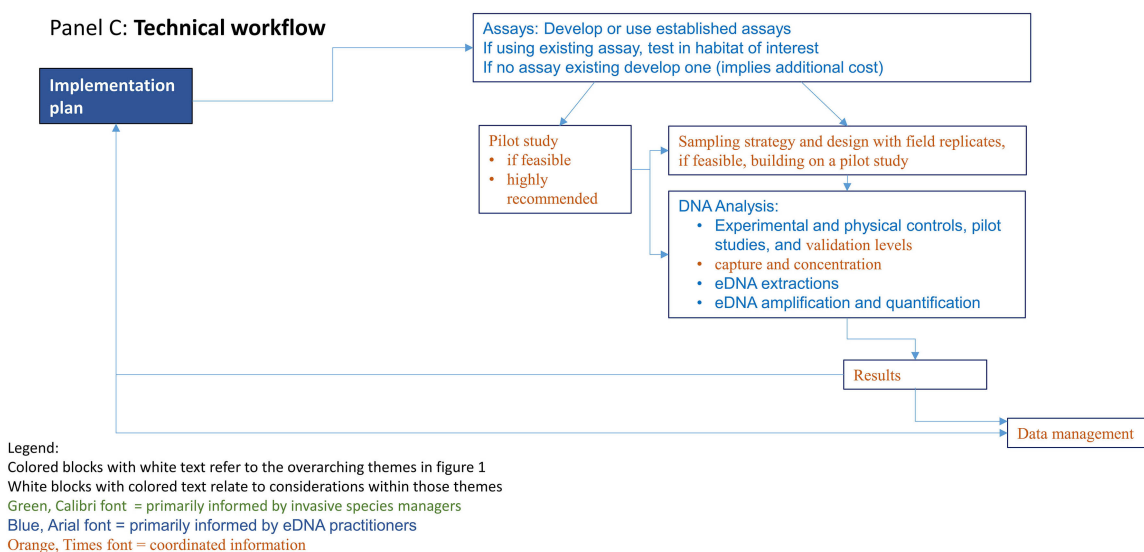 Panel C: Technical workflow
Implementation
plan
Assays: Develop or use established assays
If using existing assay, test in habitat of interest
If no assay existing develop one (implies additional cost)
Pilot study
• if feasible
• highly
recommended
Sampling strategy and design with field replicates,
if feasible, building on a pilot study
DNA Analysis:
• Experimental and physical controls, pilot
studies, and validation levels
• capture and concentration
• eDNA extractions
• eDNA amplification and quantification
Results
Data management
Legend:
Colored blocks with white text refer to the overarching themes in figure 1
White blocks with colored text relate to considerations within those themes
Green, Calibri font = primarily informed by invasive species managers
Blue, Arial font = primarily informed by eDNA practitioners
Orange, Times font = coordinated information